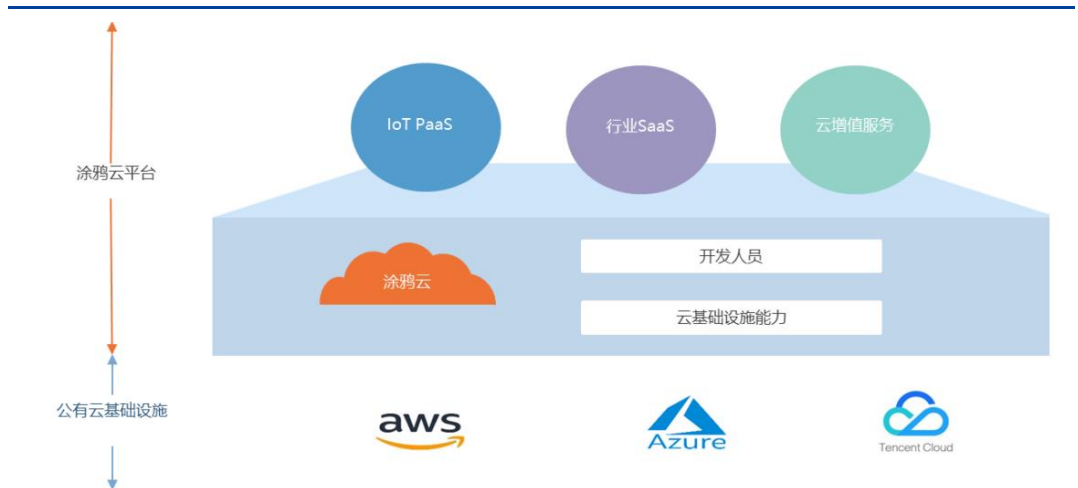 IoT PaaS
行业SaaS
云增值服务
涂鸦云平台
开发人员
涂鸦云
云基础设施能力
公有云基础设施
aws
Azure
Tencent Cloud